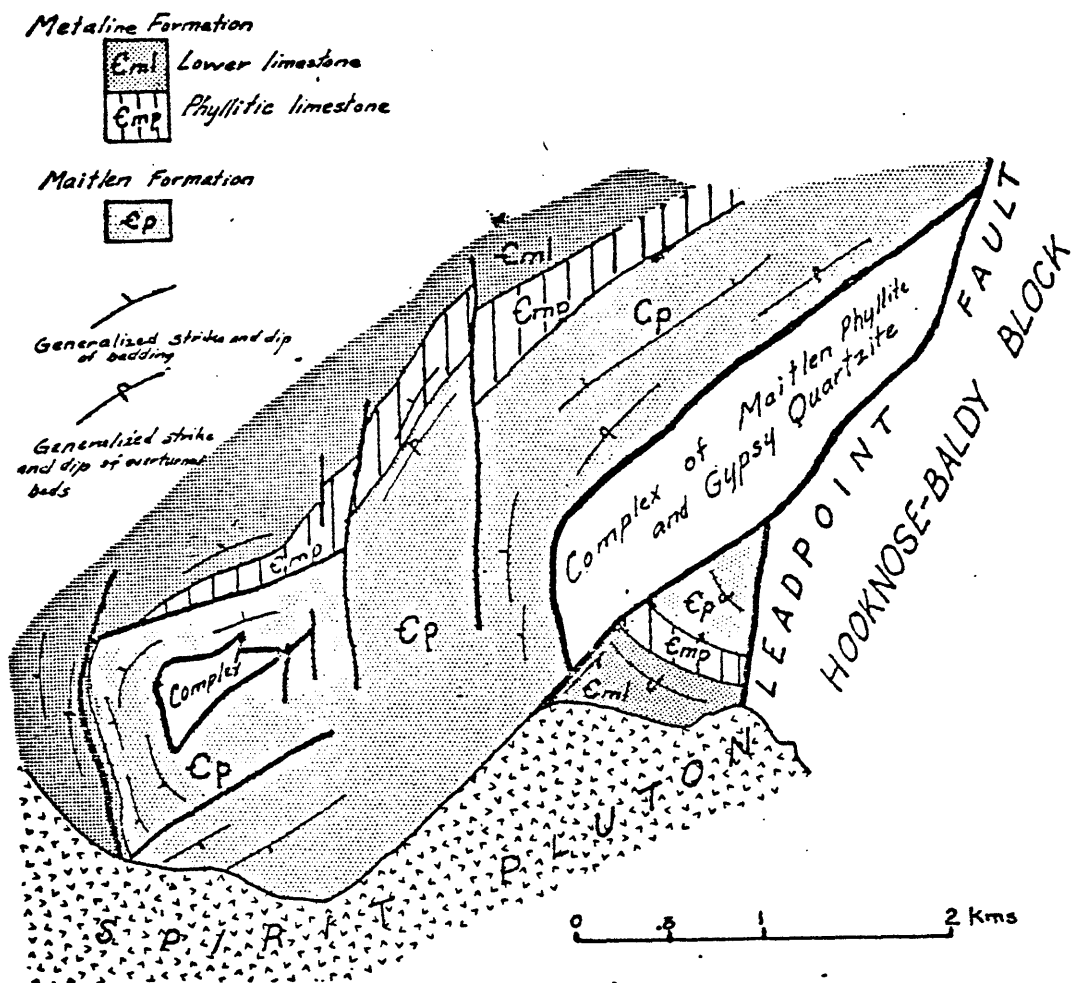 Metaline Formation
Єml Lower limestone
Єmp Phyllitic limestone
Maitlen Formation
Єp
Generalized strike and dip
of bedding
Generalized strike
and dip of overturned
beds
Єml
Єmp
Єp
Complex of Maitlen Phyllite
and Gypsy Quartzite
LEADPOINT FAULT
HOOKNOSE-BALDY BLOCK
Єmp
Єp
Єp
Єmp
Єml
Complex
Єp
SPIRIT PLUTON
0 .5 1 2 Kms